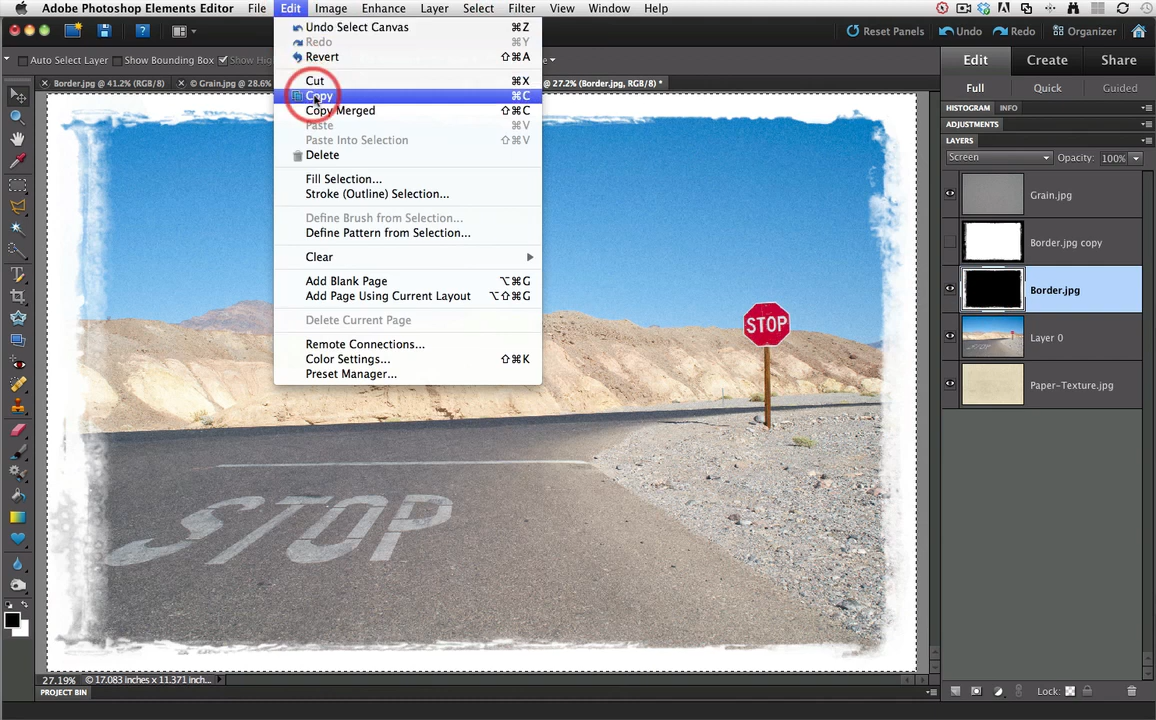 Adobe Photoshop Elements Editor File Edit Image Enhance Layer Select Filter View Window Help
Reset Panels Undo Redo Organizer
Auto Select Layer Show Bounding Box Show Hig
Edit Create Share
Border.jpg @ 41.2% (RGB/8) © Grain.jpg @ 28.6% @ 27.2% (Border.jpg, RGB/8) *
Full Quick Guided
Undo Select Canvas ⌘Z
Redo ⌘Y
Revert ⇧⌘A
Cut ⌘X
Copy ⌘C
Copy Merged ⇧⌘C
Paste ⌘V
Paste Into Selection ⇧⌘V
Delete
Fill Selection...
Stroke (Outline) Selection...
Define Brush from Selection...
Define Pattern from Selection...
Clear
Add Blank Page ⌥⌘G
Add Page Using Current Layout ⌥⇧⌘G
Delete Current Page
Remote Connections...
Color Settings... ⇧⌘K
Preset Manager...
HISTOGRAM INFO
ADJUSTMENTS
LAYERS
Screen Opacity: 100%
Grain.jpg
Border.jpg copy
Border.jpg
Layer 0
Paper-Texture.jpg
STOP
STOP
27.19% © 17.083 inches x 11.371 inch...
Lock:
PROJECT BIN